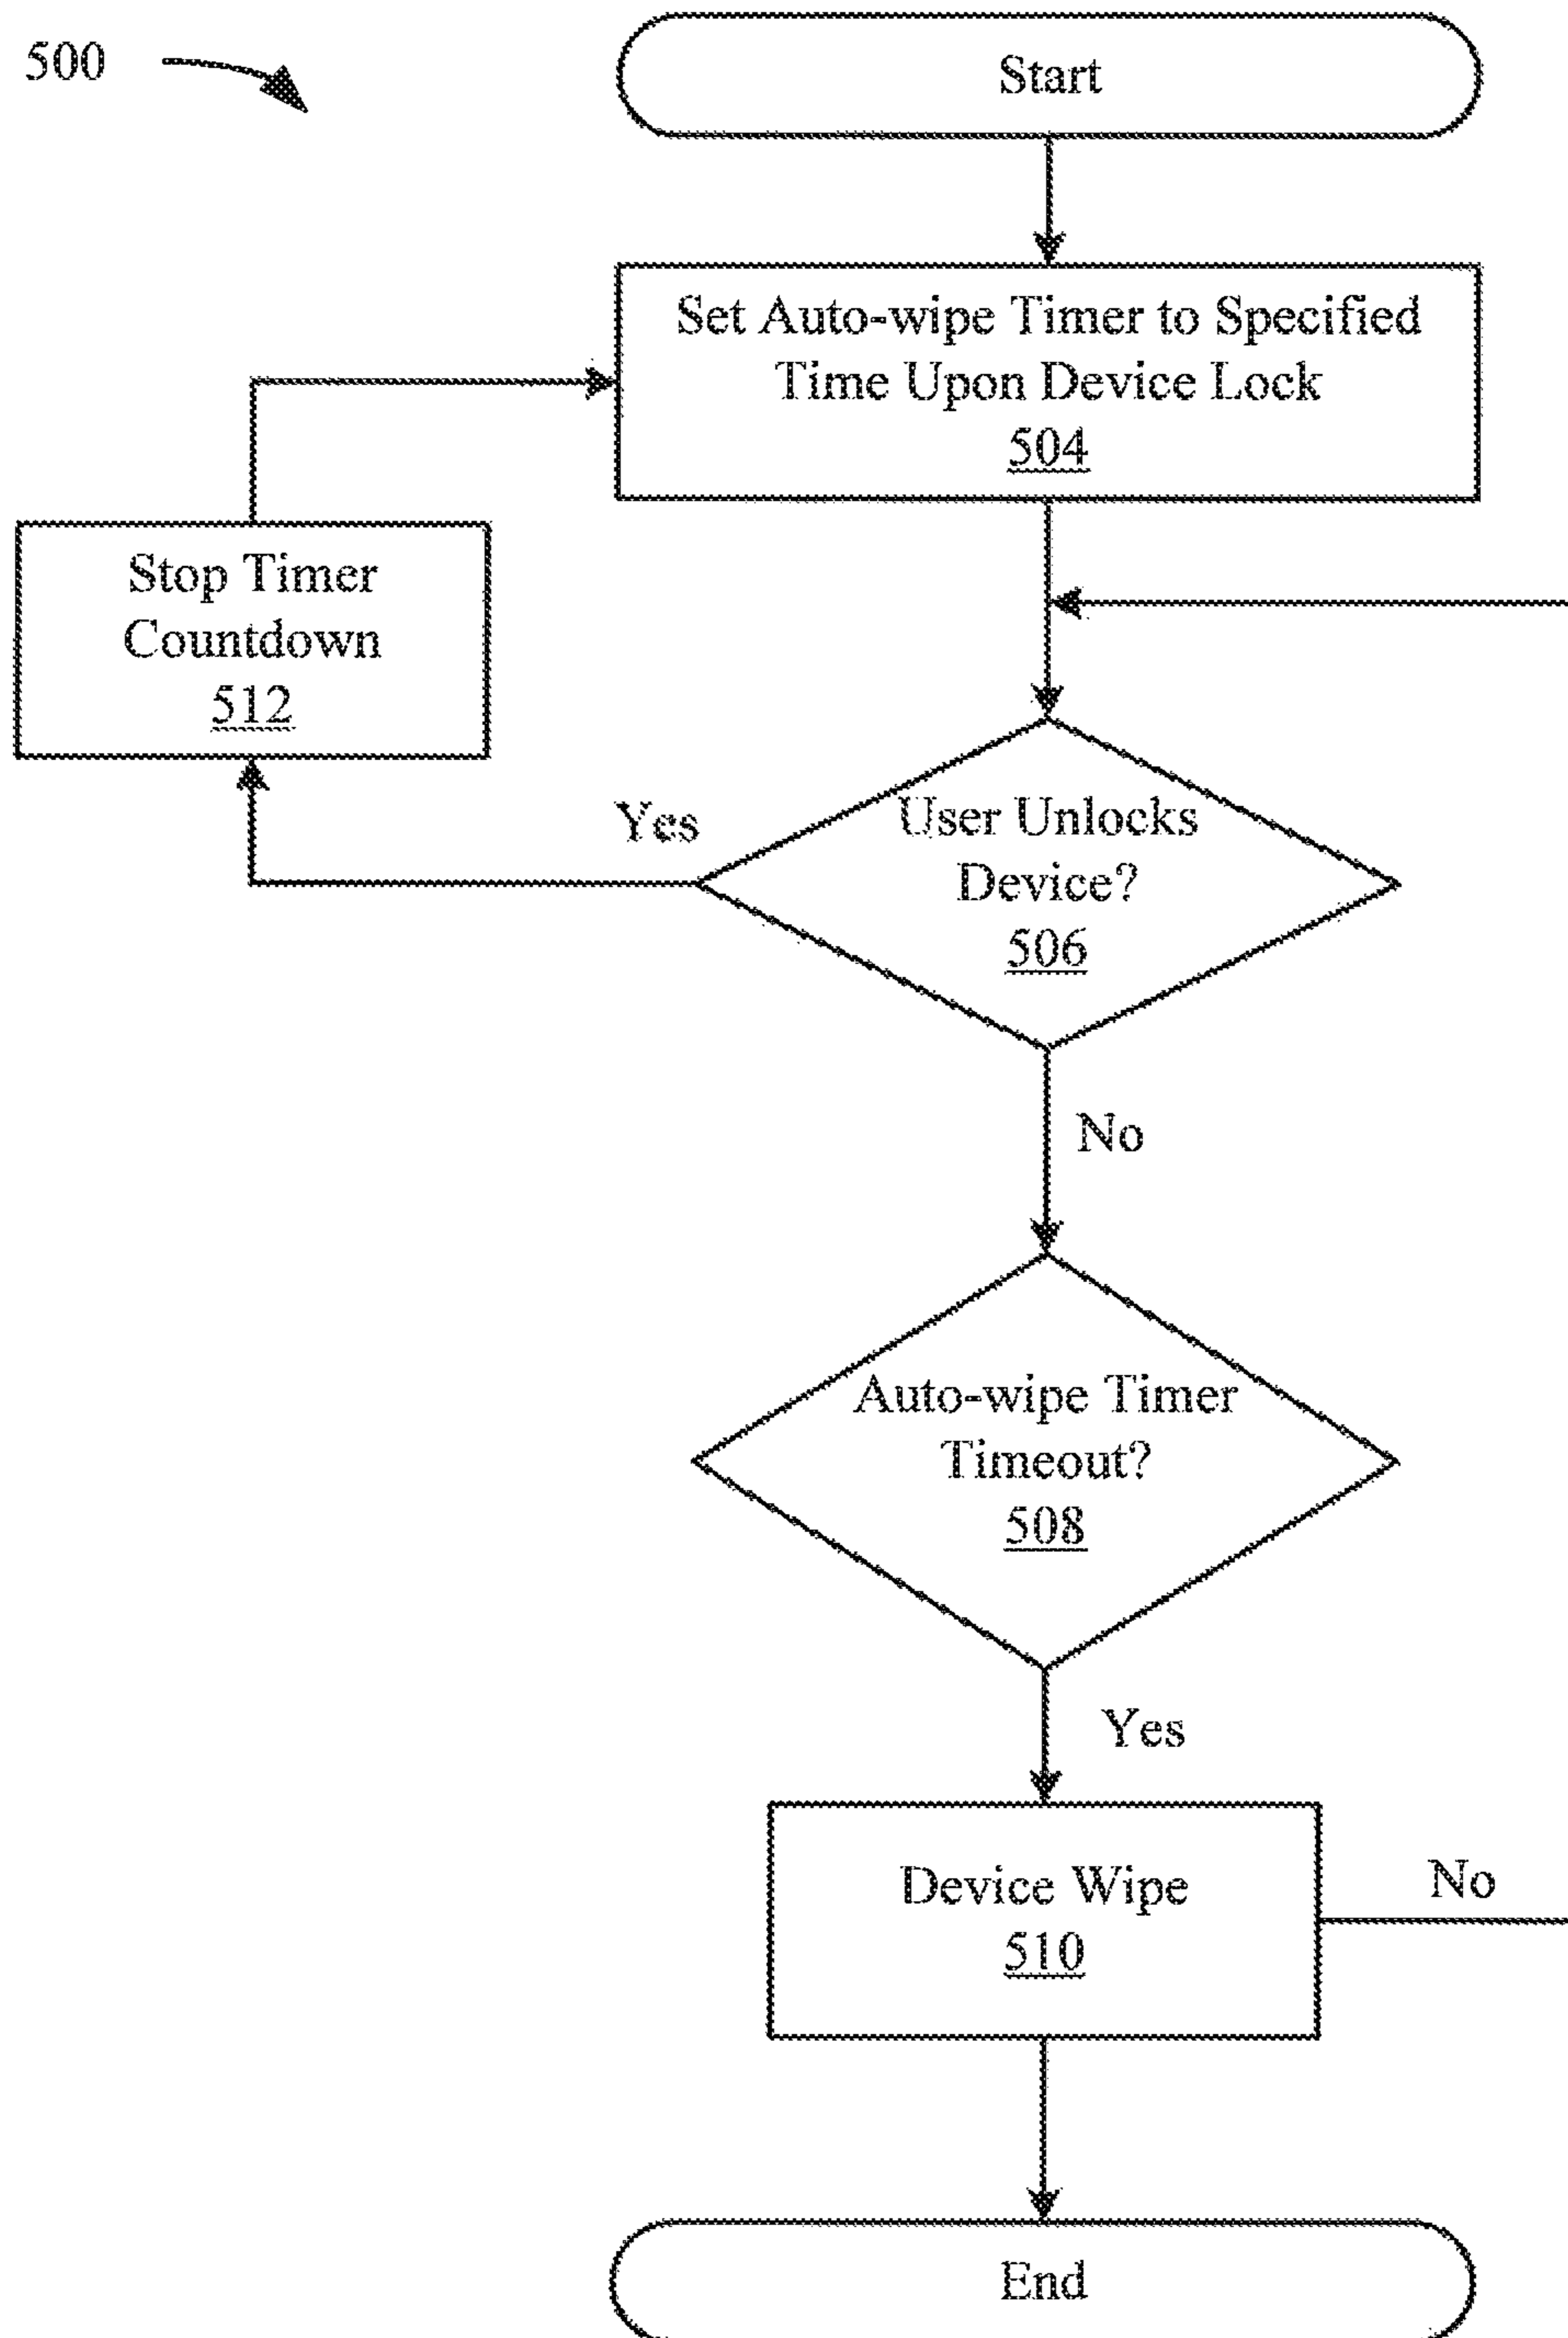 500
Start
Set Auto-wipe Timer to Specified
Time Upon Device Lock
504
Stop Timer
Countdown
512
Yes
User Unlocks
Device?
506
No
Auto-wipe Timer
Timeout?
508
Yes
Device Wipe
510
No
End